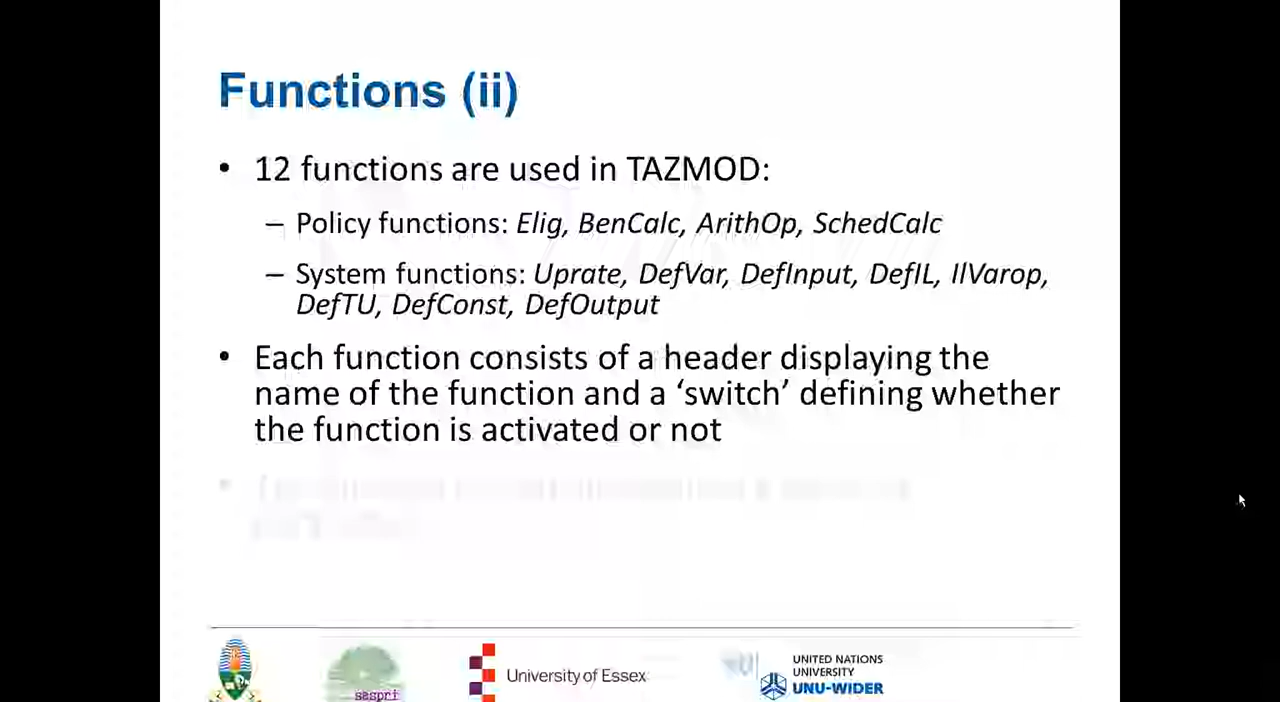 Functions (ii)
• 12 functions are used in TAZMOD:
– Policy functions: Elig, BenCalc, ArithOp, SchedCalc
– System functions: Uprate, DefVar, DefInput, DefIL, IlVarop,
DefTU, DefConst, DefOutput
• Each function consists of a header displaying the
name of the function and a ‘switch’ defining whether
the function is activated or not
saspri
University of Essex
UNITED NATIONS
UNIVERSITY
UNU-WIDER